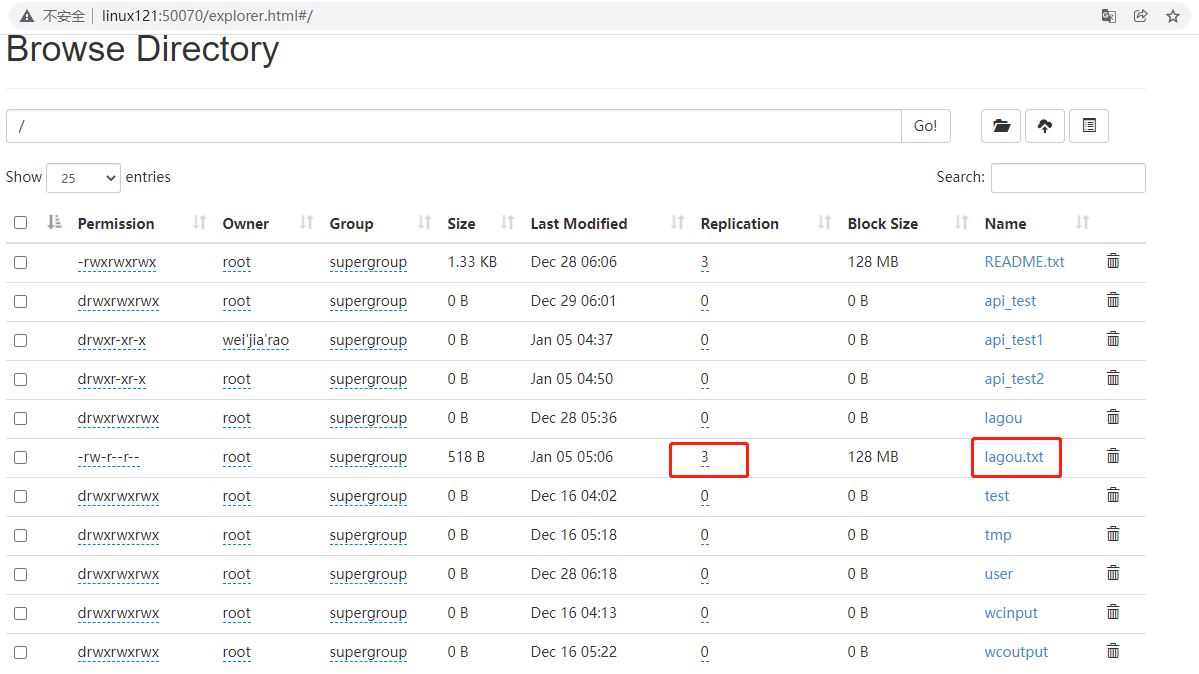 不安全 linux121:50070/explorer.html#/
Browse Directory
/ Go!
Show 25 entries Search:
Permission Owner Group Size Last Modified Replication Block Size Name
-rwxrwxrwx root supergroup 1.33 KB Dec 28 06:06 3 128 MB README.txt
drwxrwxrwx root supergroup 0 B Dec 29 06:01 0 0 B api_test
drwxr-xr-x wei'jia'rao supergroup 0 B Jan 05 04:37 0 0 B api_test1
drwxr-xr-x root supergroup 0 B Jan 05 04:50 0 0 B api_test2
drwxrwxrwx root supergroup 0 B Dec 28 05:36 0 0 B lagou
-rw-r--r-- root supergroup 518 B Jan 05 05:06 3 128 MB lagou.txt
drwxrwxrwx root supergroup 0 B Dec 16 04:02 0 0 B test
drwxrwxrwx root supergroup 0 B Dec 16 05:18 0 0 B tmp
drwxrwxrwx root supergroup 0 B Dec 28 06:18 0 0 B user
drwxrwxrwx root supergroup 0 B Dec 16 04:13 0 0 B wcinput
drwxrwxrwx root supergroup 0 B Dec 16 05:22 0 0 B wcoutput